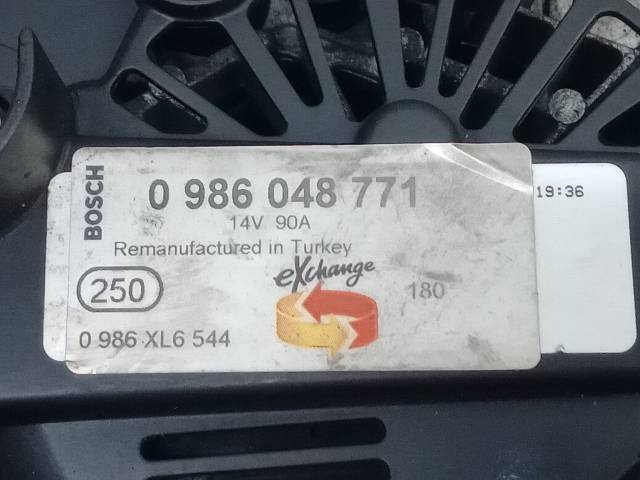 BOSCH
0 986 048 771
14V 90A
Remanufactured in Turkey
eXchange
250
180
0 986 XL6 544
19:36